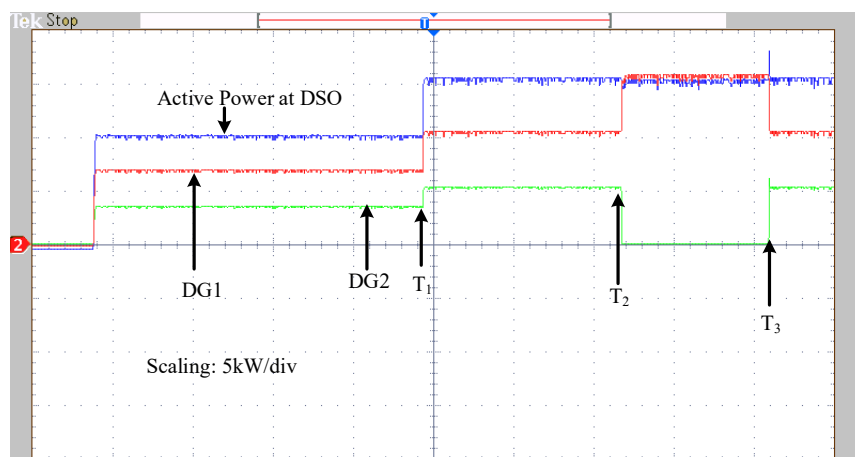 Tek Stop
T
Active Power at DSO
2
DG1
DG2
T₁
T₂
T₃
Scaling: 5kW/div